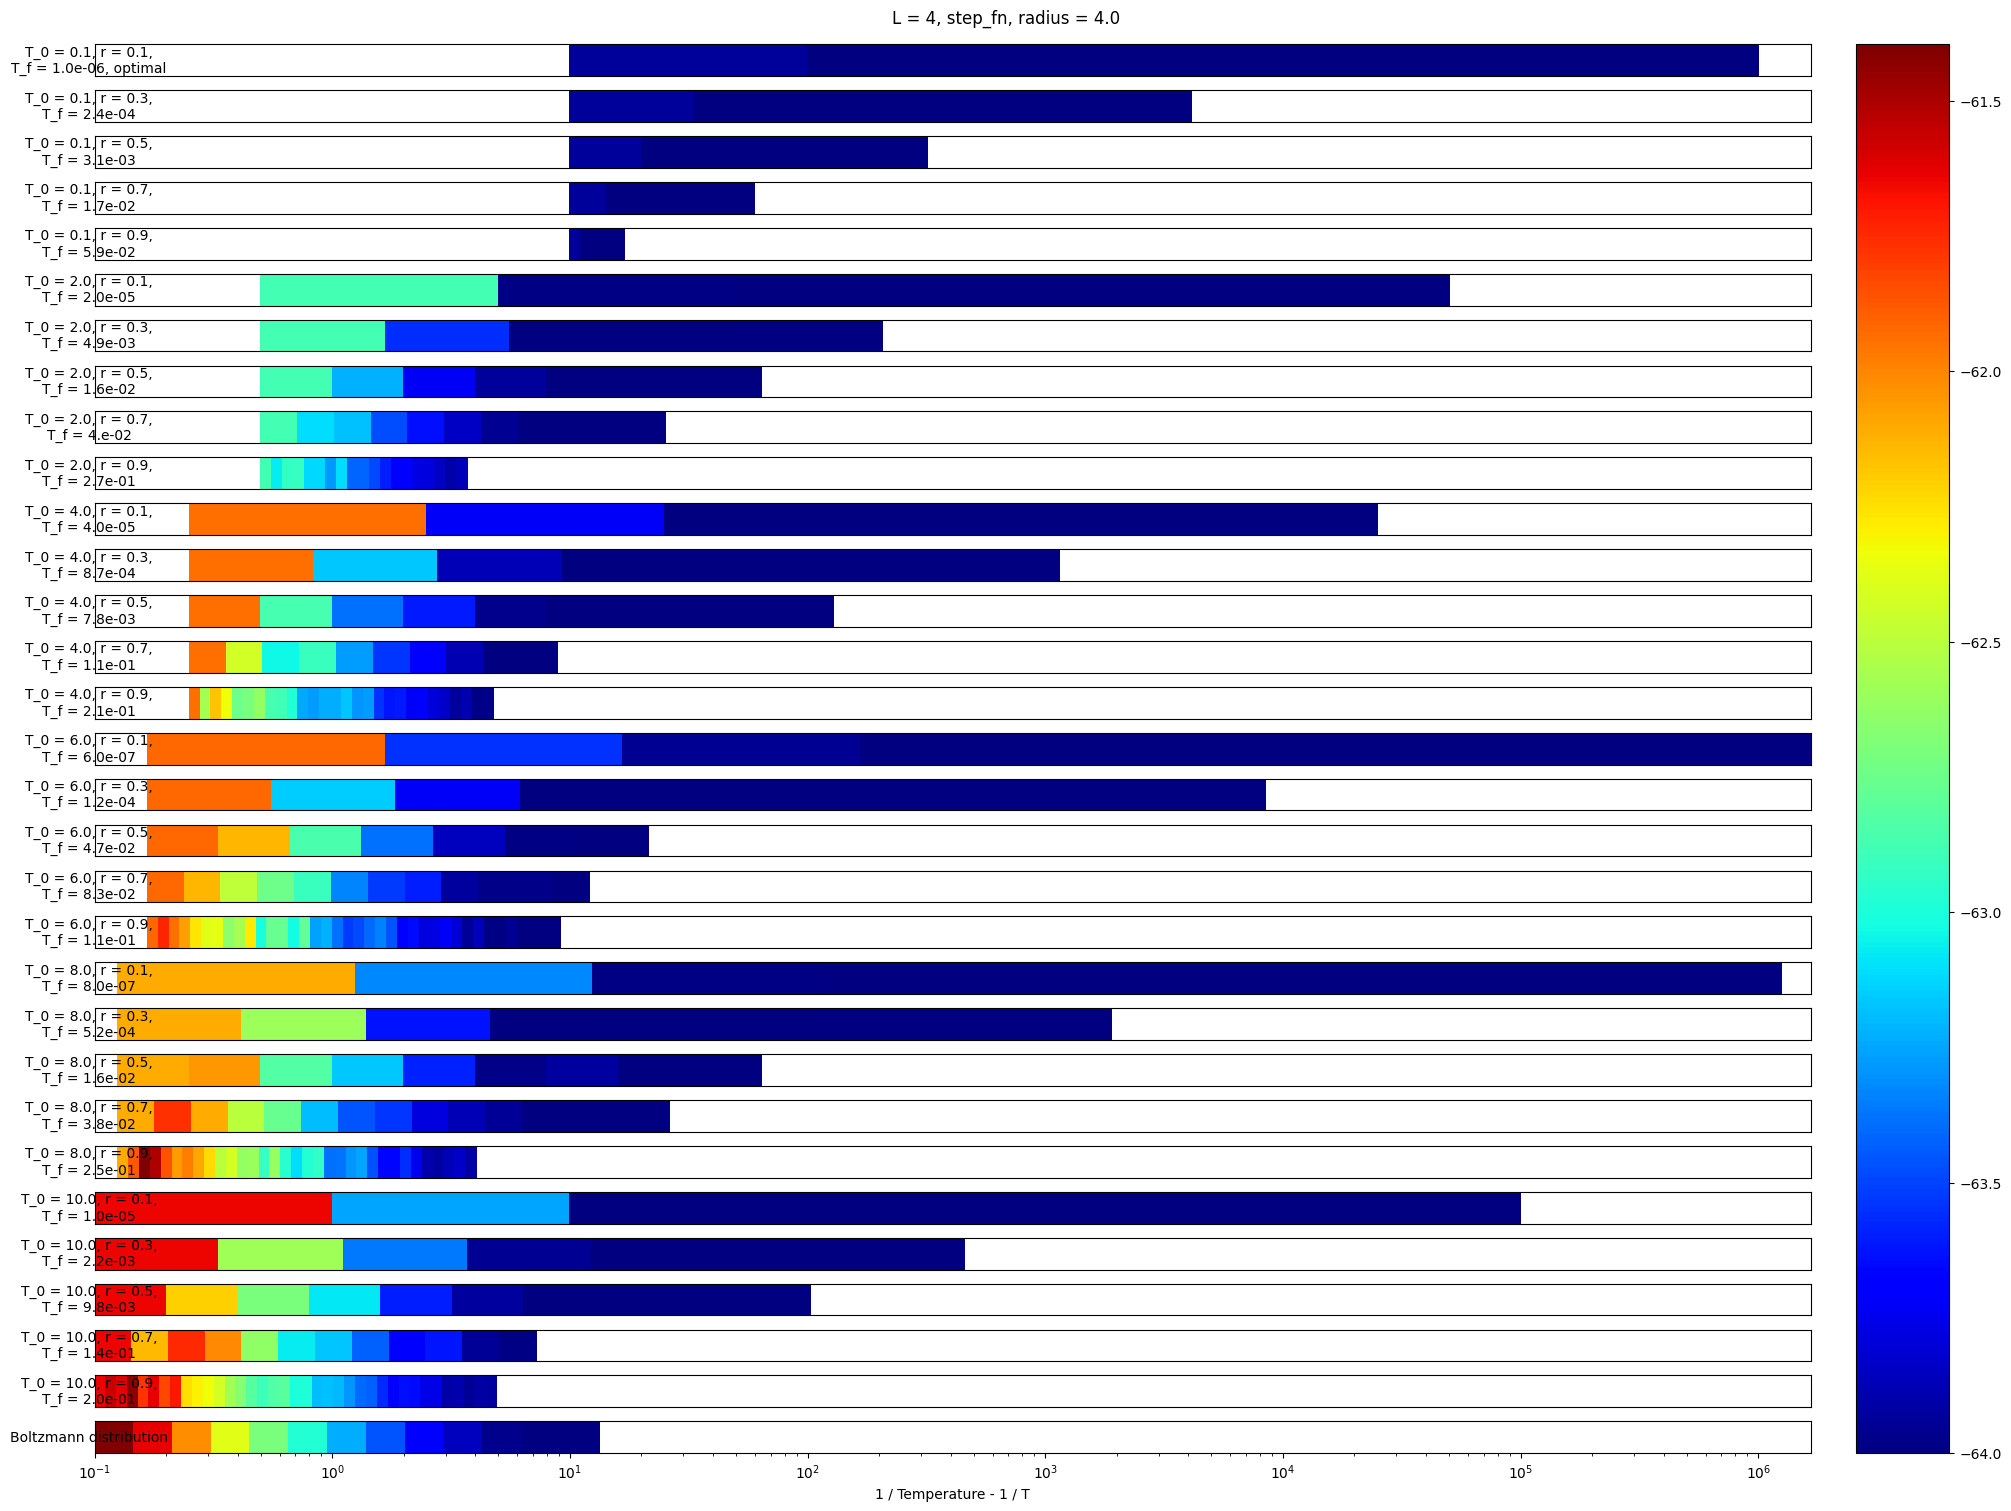 L = 4, step_fn, radius = 4.0
T_0 = 0.1, r = 0.1,
T_f = 1.0e-06, optimal
T_0 = 0.1, r = 0.3,
T_f = 2.4e-04
T_0 = 0.1, r = 0.5,
T_f = 3.1e-03
T_0 = 0.1, r = 0.7,
T_f = 1.7e-02
T_0 = 0.1, r = 0.9,
T_f = 5.9e-02
T_0 = 2.0, r = 0.1,
T_f = 2.0e-05
T_0 = 2.0, r = 0.3,
T_f = 4.9e-03
T_0 = 2.0, r = 0.5,
T_f = 1.6e-02
T_0 = 2.0, r = 0.7,
T_f = 4.e-02
T_0 = 2.0, r = 0.9,
T_f = 2.7e-01
T_0 = 4.0, r = 0.1,
T_f = 4.0e-05
T_0 = 4.0, r = 0.3,
T_f = 8.7e-04
T_0 = 4.0, r = 0.5,
T_f = 7.8e-03
T_0 = 4.0, r = 0.7,
T_f = 1.1e-01
T_0 = 4.0, r = 0.9,
T_f = 2.1e-01
T_0 = 6.0, r = 0.1,
T_f = 6.0e-07
T_0 = 6.0, r = 0.3,
T_f = 1.2e-04
T_0 = 6.0, r = 0.5,
T_f = 4.7e-02
T_0 = 6.0, r = 0.7,
T_f = 8.3e-02
T_0 = 6.0, r = 0.9,
T_f = 1.1e-01
T_0 = 8.0, r = 0.1,
T_f = 8.0e-07
T_0 = 8.0, r = 0.3,
T_f = 5.2e-04
T_0 = 8.0, r = 0.5,
T_f = 1.6e-02
T_0 = 8.0, r = 0.7,
T_f = 3.8e-02
T_0 = 8.0, r = 0.9,
T_f = 2.5e-01
T_0 = 10.0, r = 0.1,
T_f = 1.0e-05
T_0 = 10.0, r = 0.3,
T_f = 2.2e-03
T_0 = 10.0, r = 0.5,
T_f = 9.8e-03
T_0 = 10.0, r = 0.7,
T_f = 1.4e-01
T_0 = 10.0, r = 0.9,
T_f = 2.0e-01
Boltzmann distribution
10⁻¹ 10⁰ 10¹ 10² 10³ 10⁴ 10⁵ 10⁶
1 / Temperature - 1 / T
−61.5
−62.0
−62.5
−63.0
−63.5
−64.0